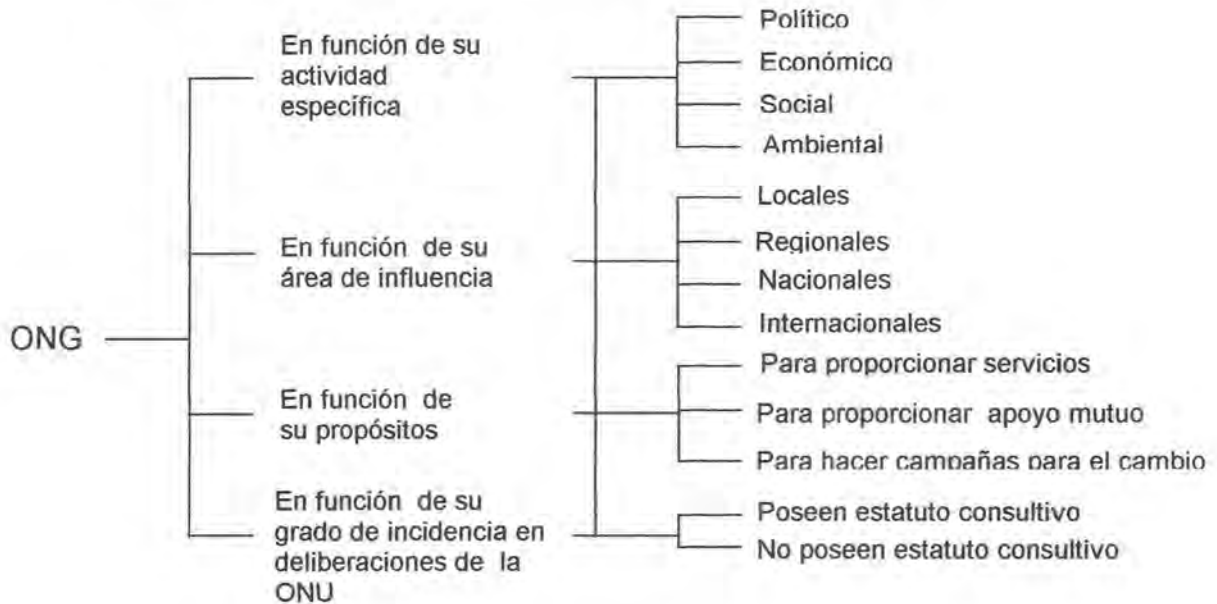 ONG
En función de su
actividad
específica
Político
Económico
Social
Ambiental
En función de su
área de influencia
Locales
Regionales
Nacionales
Internacionales
En función de
su propósitos
Para proporcionar servicios
Para proporcionar apoyo mutuo
Para hacer campañas para el cambio
En función de su
grado de incidencia en
deliberaciones de la
ONU
Poseen estatuto consultivo
No poseen estatuto consultivo